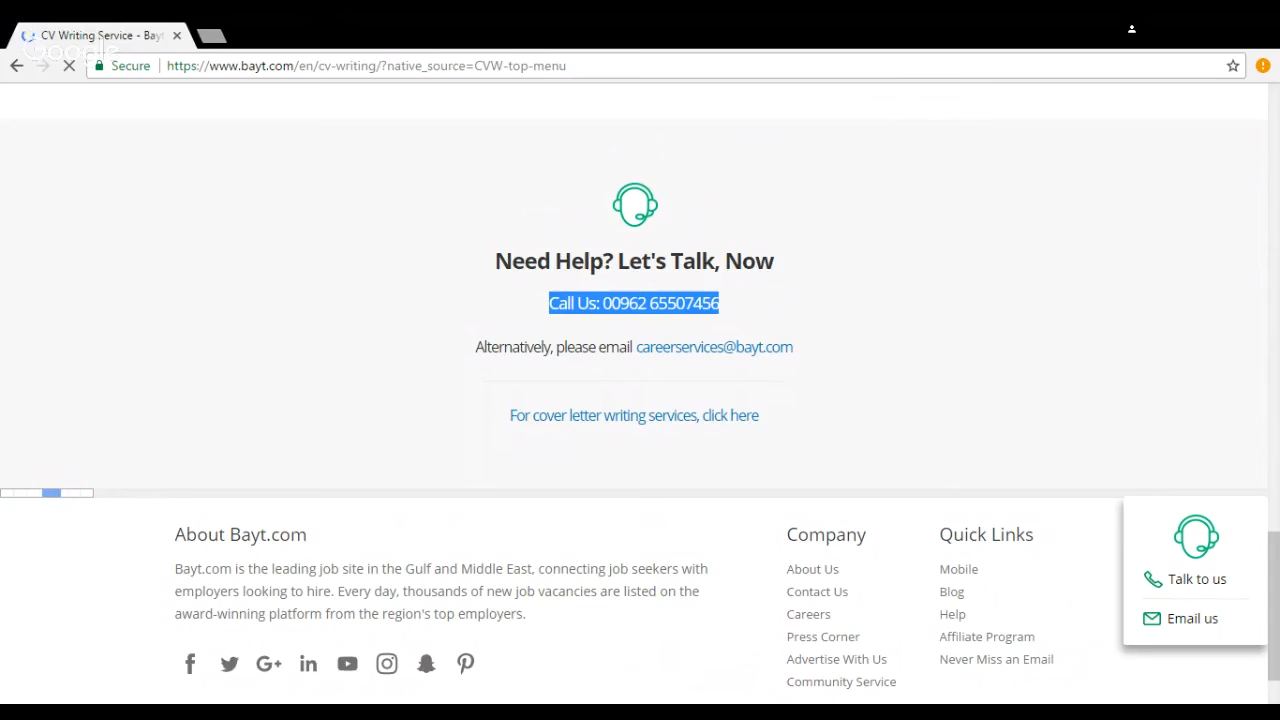 CV Writing Service - Bayt
Google
Secure
https://www.bayt.com/en/cv-writing/?native_source=CVW-top-menu
Need Help? Let's Talk, Now
Call Us: 00962 65507456
Alternatively, please email careerservices@bayt.com
For cover letter writing services, click here
About Bayt.com
Bayt.com is the leading job site in the Gulf and Middle East, connecting job seekers with
employers looking to hire. Every day, thousands of new job vacancies are listed on the
award-winning platform from the region's top employers.
Company
About Us
Contact Us
Careers
Press Corner
Advertise With Us
Community Service
Quick Links
Mobile
Blog
Help
Affiliate Program
Never Miss an Email
Talk to us
Email us